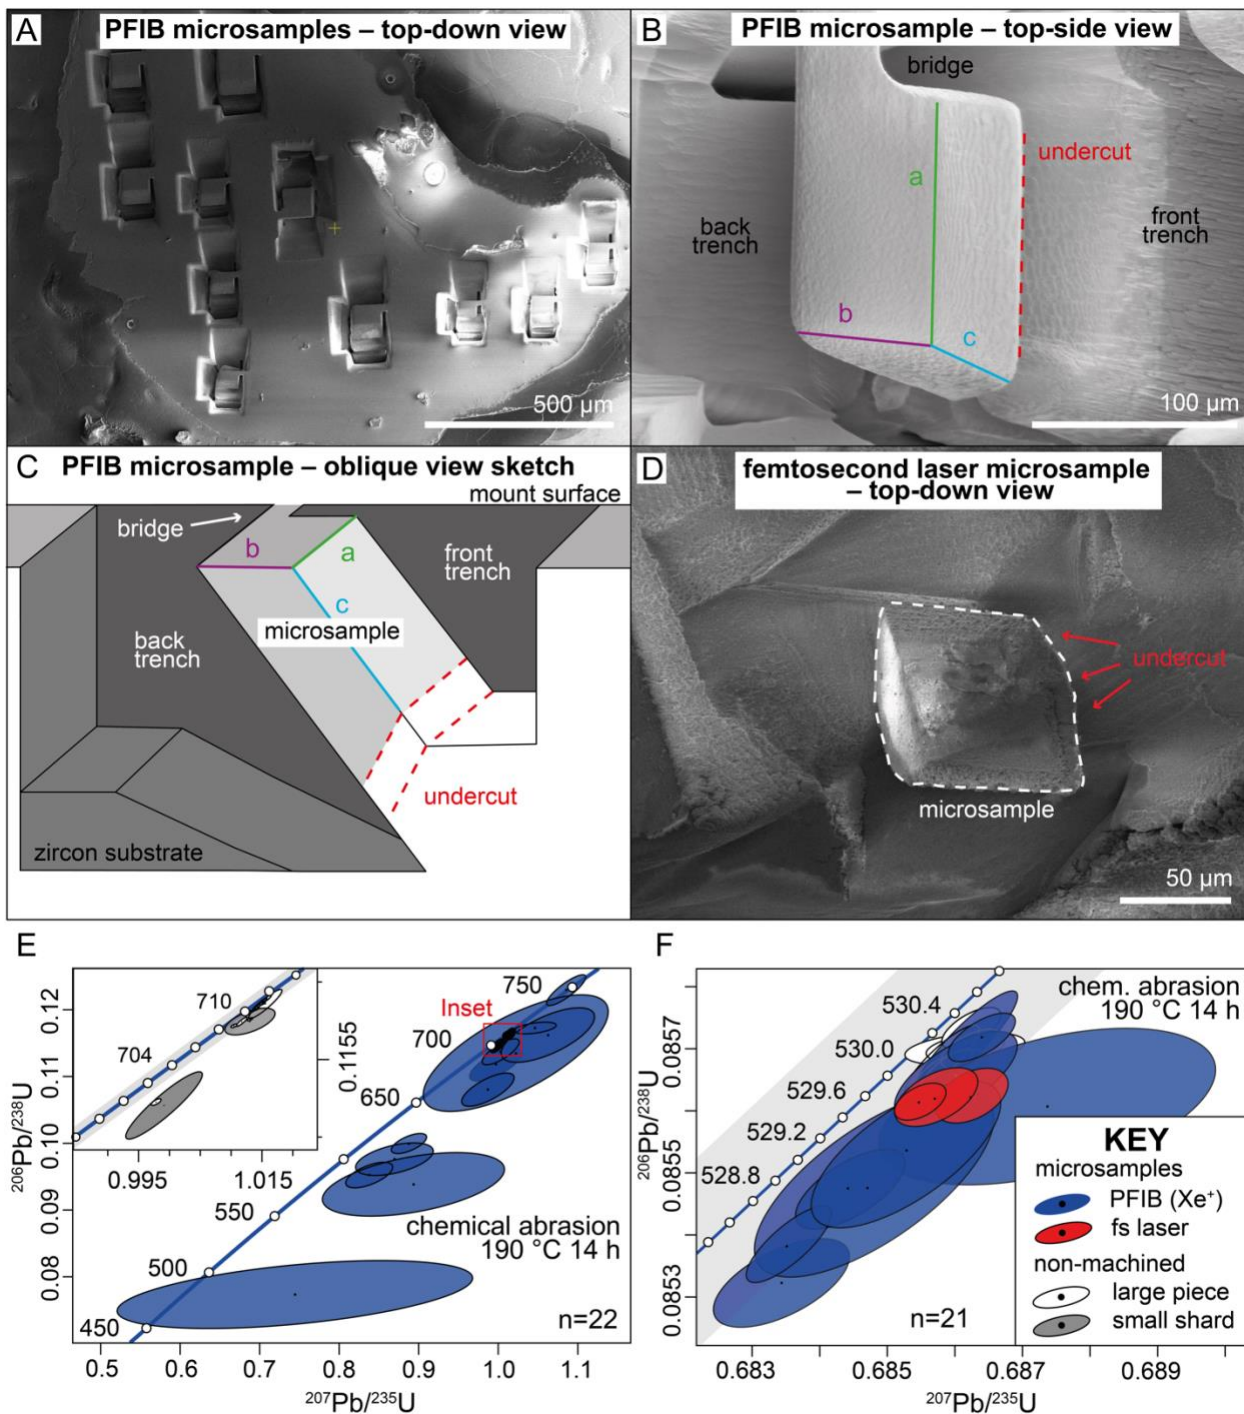 A
PFIB microsamples – top-down view
500 µm
B
PFIB microsample – top-side view
bridge
undercut
a
back
trench
front
trench
b
c
100 µm
C
PFIB microsample – oblique view sketch
mount surface
bridge
b
a
front
trench
c
microsample
back
trench
undercut
zircon substrate
D
femtosecond laser microsample
– top-down view
undercut
microsample
50 µm
E
206Pb/238U
0.12
0.11
0.10
0.09
0.08
710
704
0.1155
0.995
1.015
Inset
750
700
650
550
500
450
chemical abrasion
190 °C 14 h
n=22
0.5
0.6
0.7
0.8
0.9
1.0
1.1
207Pb/235U
F
206Pb/238U
0.0857
0.0855
0.0853
530.4
530.0
529.6
529.2
528.8
chem. abrasion
190 °C 14 h
n=21
KEY
microsamples
PFIB (Xe+)
fs laser
non-machined
large piece
small shard
0.683
0.685
0.687
0.689
207Pb/235U